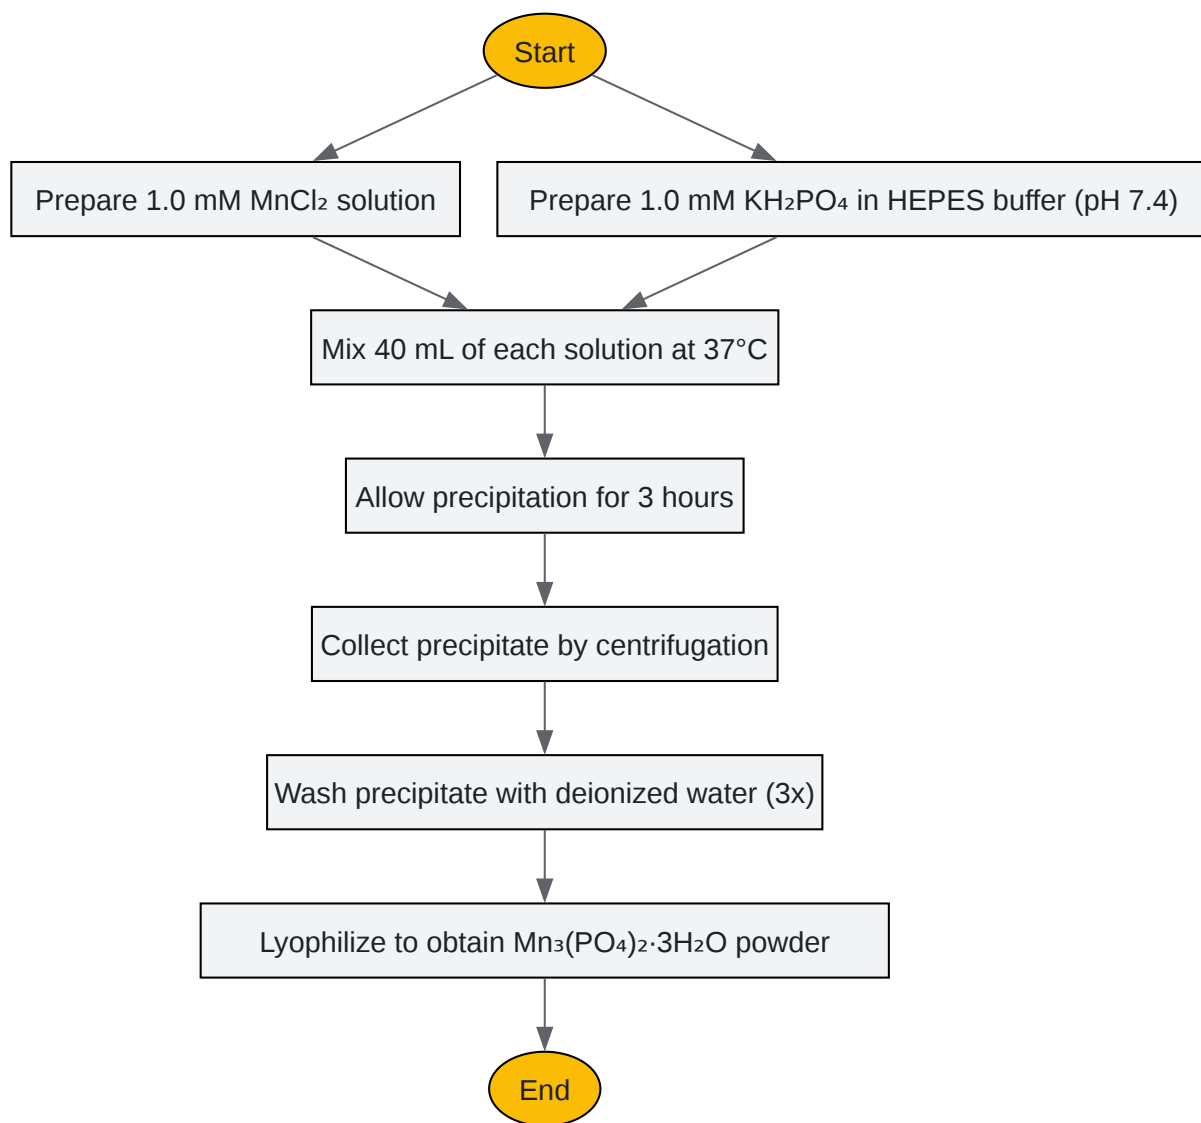 Start
Prepare 1.0 mM MnCl₂ solution
Prepare 1.0 mM KH₂PO₄ in HEPES buffer (pH 7.4)
Mix 40 mL of each solution at 37°C
Allow precipitation for 3 hours
Collect precipitate by centrifugation
Wash precipitate with deionized water (3x)
Lyophilize to obtain Mn₃(PO₄)₂·3H₂O powder
End